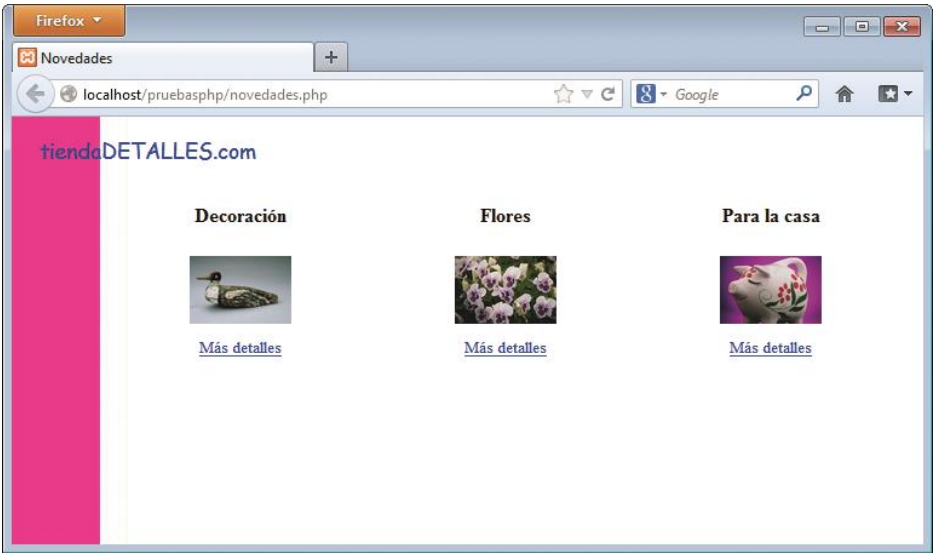 Firefox
Novedades
localhost/pruebasphp/novedades.php
Google
tiendaDETALLES.com
Decoración Flores Para la casa
Más detalles Más detalles Más detalles